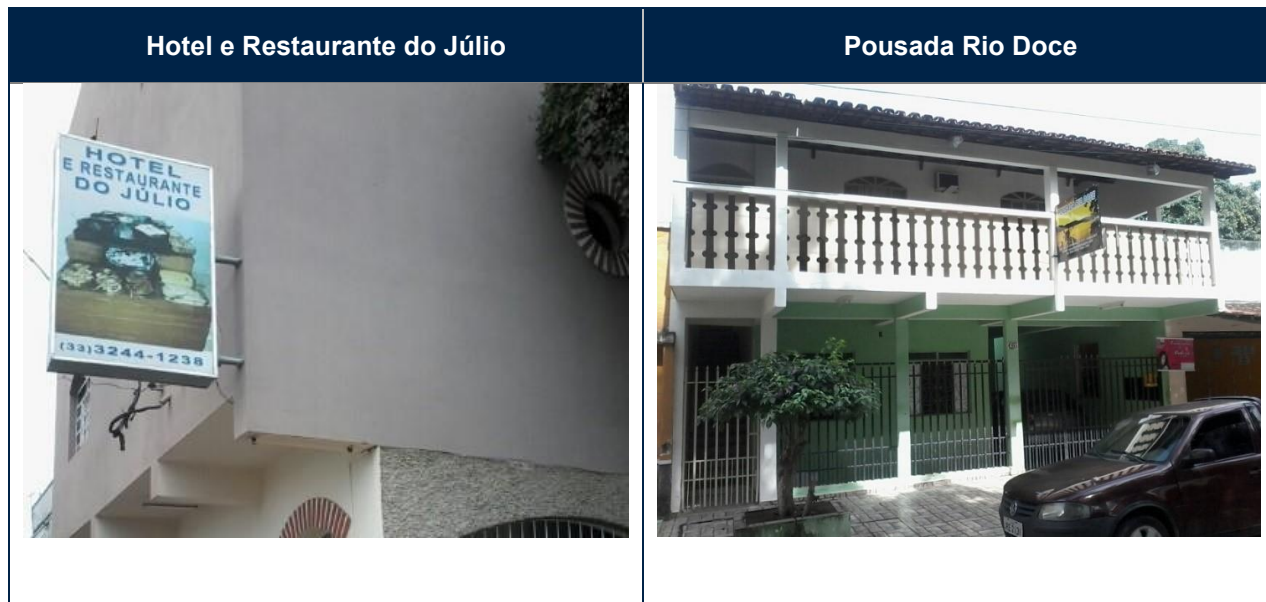 Hotel e Restaurante do Júlio
Pousada Rio Doce
HOTEL
E RESTAURANTE
DO JÚLIO
(33)3244-1238